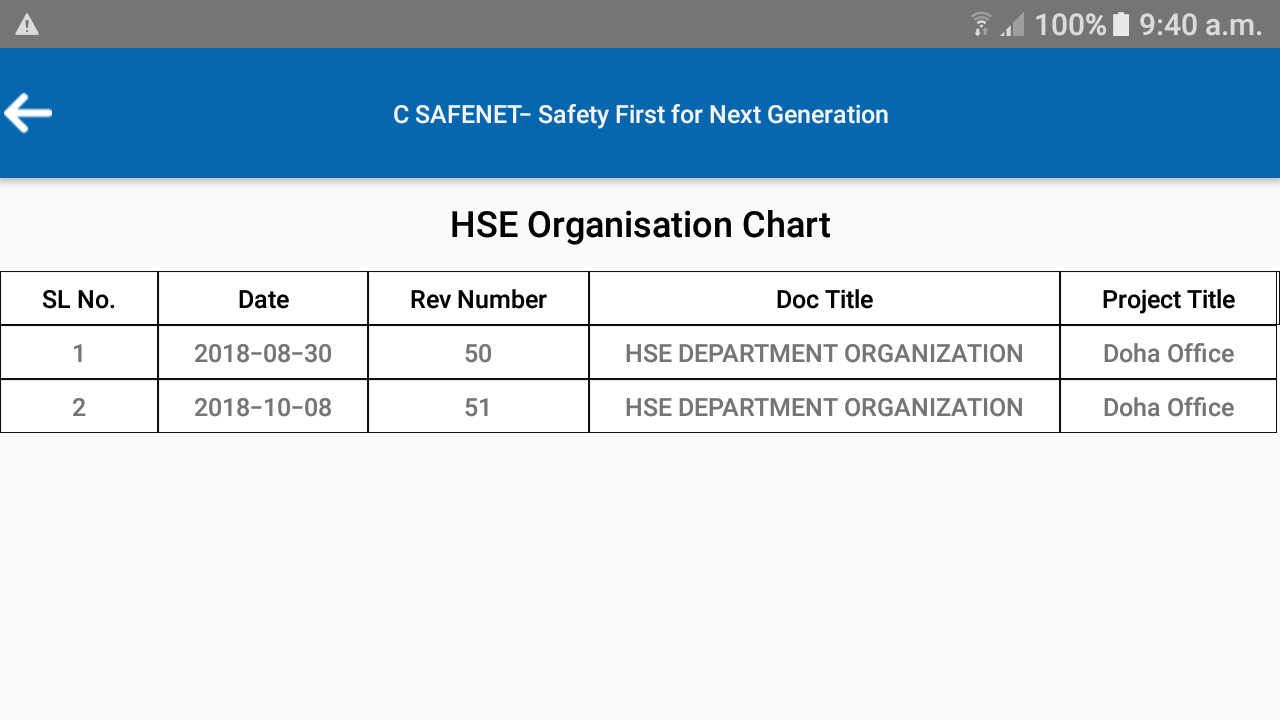 100% 9:40 a.m.
C SAFENET- Safety First for Next Generation
HSE Organisation Chart
SL No. Date Rev Number Doc Title Project Title
1 2018-08-30 50 HSE DEPARTMENT ORGANIZATION Doha Office
2 2018-10-08 51 HSE DEPARTMENT ORGANIZATION Doha Office